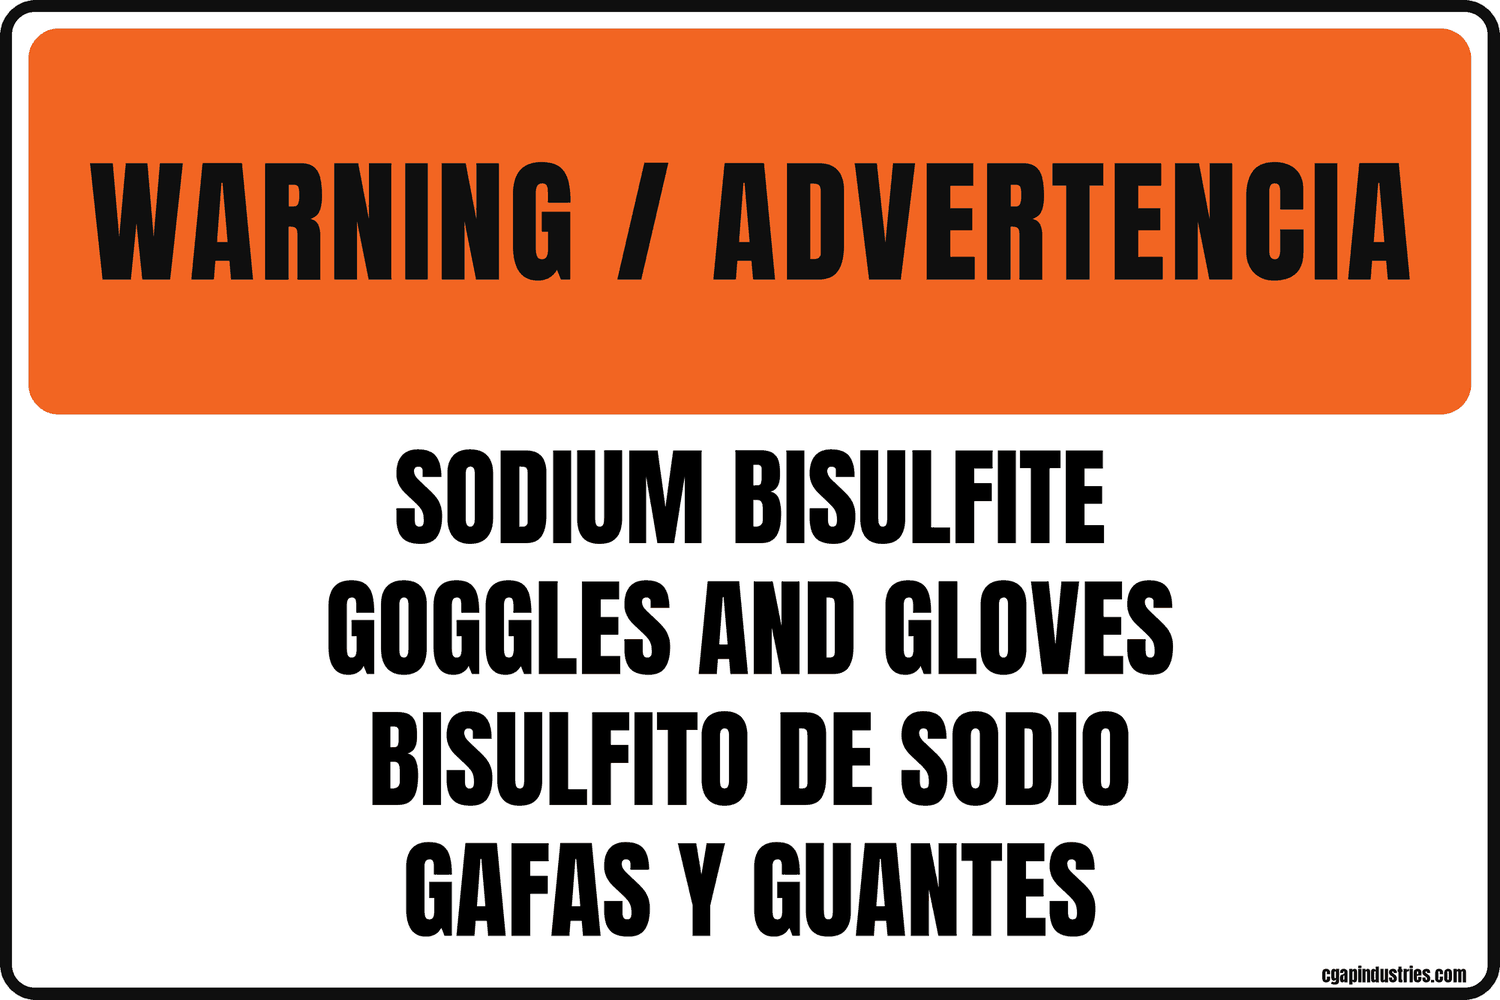 WARNING / ADVERTENCIA
SODIUM BISULFITE
GOGGLES AND GLOVES
BISULFITO DE SODIO
GAFAS Y GUANTES
cgapindustries.com